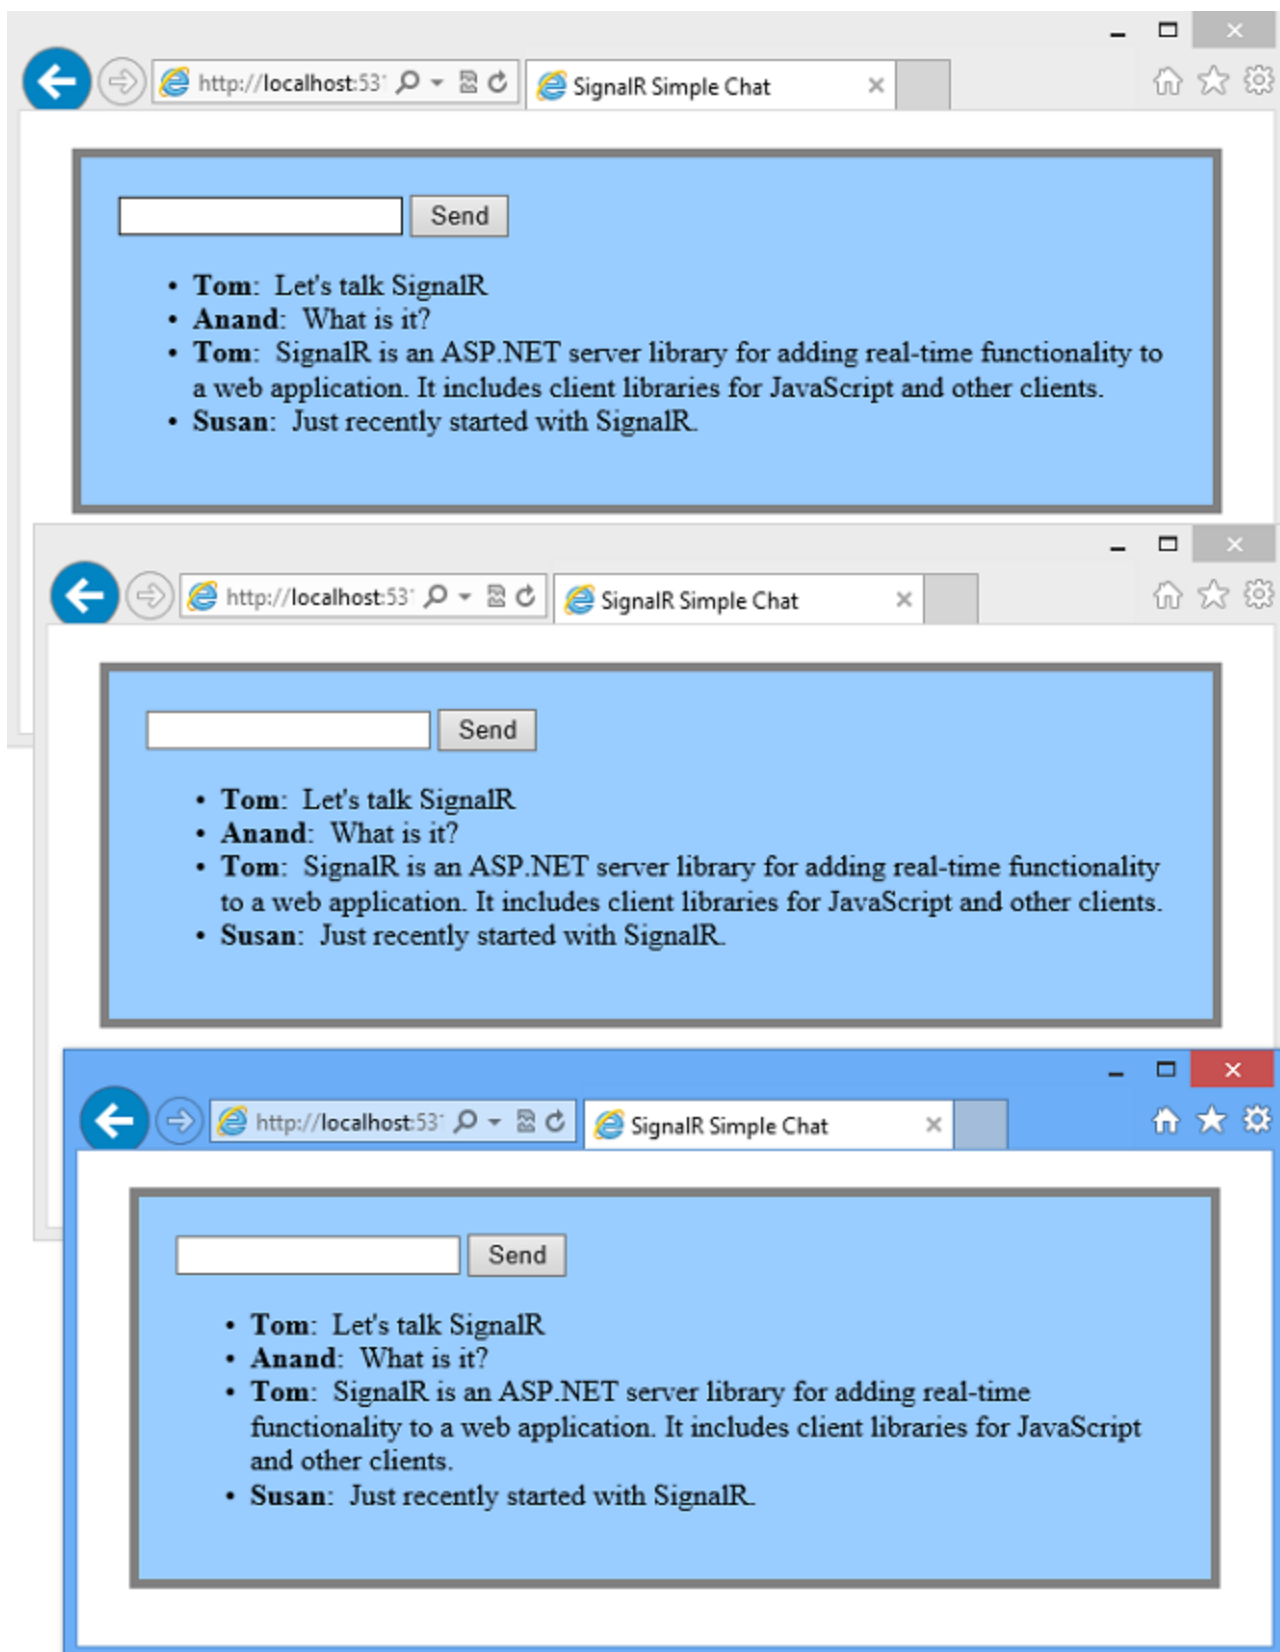 http://localhost:53
SignalR Simple Chat
Send
• Tom: Let's talk SignalR
• Anand: What is it?
• Tom: SignalR is an ASP.NET server library for adding real-time functionality to
a web application. It includes client libraries for JavaScript and other clients.
• Susan: Just recently started with SignalR.
http://localhost:53
SignalR Simple Chat
Send
• Tom: Let's talk SignalR
• Anand: What is it?
• Tom: SignalR is an ASP.NET server library for adding real-time functionality
to a web application. It includes client libraries for JavaScript and other clients.
• Susan: Just recently started with SignalR.
http://localhost:53
SignalR Simple Chat
Send
• Tom: Let's talk SignalR
• Anand: What is it?
• Tom: SignalR is an ASP.NET server library for adding real-time
functionality to a web application. It includes client libraries for JavaScript
and other clients.
• Susan: Just recently started with SignalR.